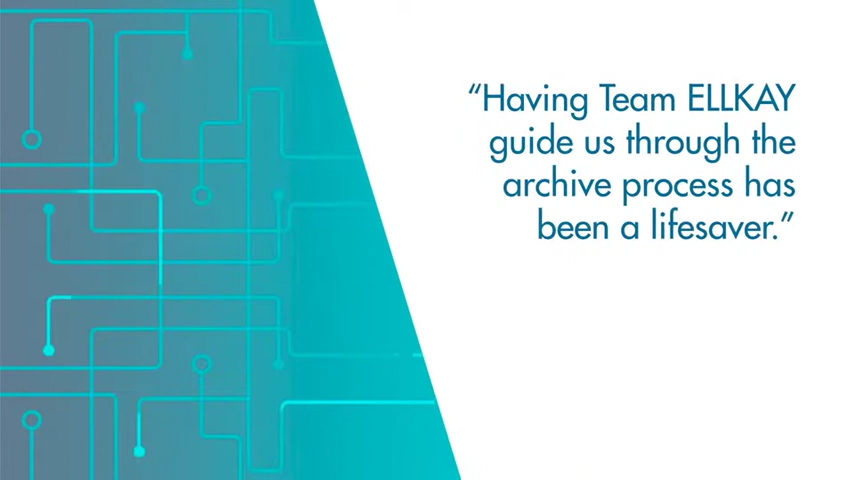 “Having Team ELLKAY
guide us through the
archive process has
been a lifesaver.”